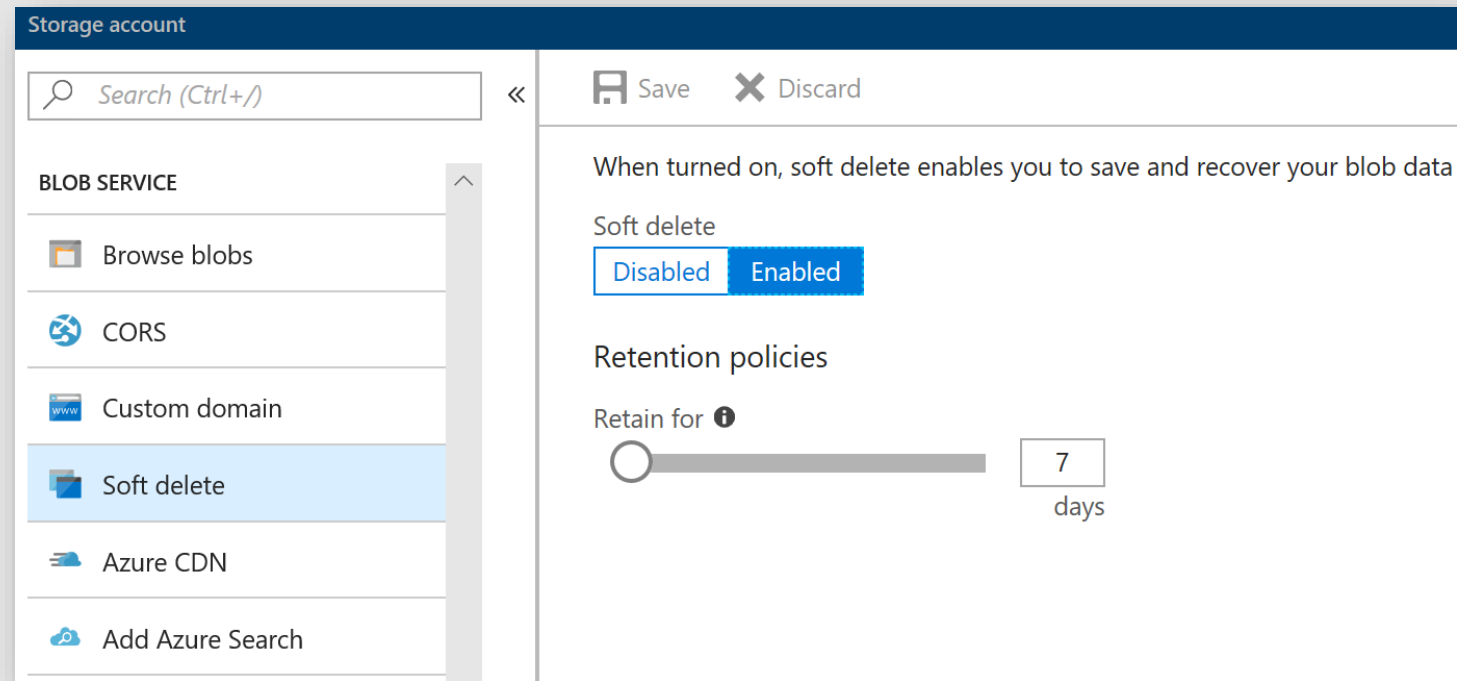 Storage account
Search (Ctrl+/)
«
Save
Discard
BLOB SERVICE
Browse blobs
CORS
www
Custom domain
Soft delete
Azure CDN
Add Azure Search
When turned on, soft delete enables you to save and recover your blob data
Soft delete
Disabled
Enabled
Retention policies
Retain for
7
days